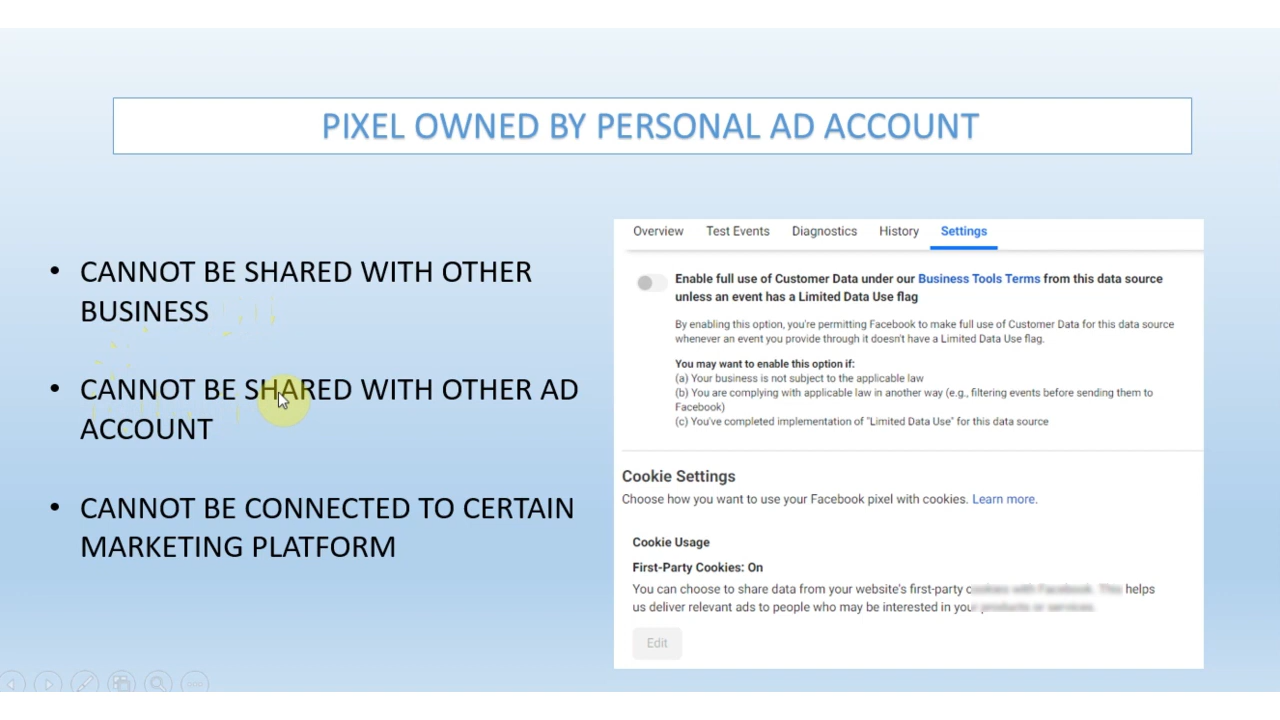 PIXEL OWNED BY PERSONAL AD ACCOUNT
• CANNOT BE SHARED WITH OTHER
BUSINESS
• CANNOT BE SHARED WITH OTHER AD
ACCOUNT
• CANNOT BE CONNECTED TO CERTAIN
MARKETING PLATFORM
Overview Test Events Diagnostics History Settings
Enable full use of Customer Data under our Business Tools Terms from this data source
unless an event has a Limited Data Use flag
By enabling this option, you're permitting Facebook to make full use of Customer Data for this data source
whenever an event you provide through it doesn't have a Limited Data Use flag.
You may want to enable this option if:
(a) Your business is not subject to the applicable law
(b) You are complying with applicable law in another way (e.g., filtering events before sending them to
Facebook)
(c) You've completed implementation of "Limited Data Use" for this data source
Cookie Settings
Choose how you want to use your Facebook pixel with cookies. Learn more.
Cookie Usage
First-Party Cookies: On
You can choose to share data from your website's first-party cookies with Facebook. This helps
us deliver relevant ads to people who may be interested in your products or services.
Edit